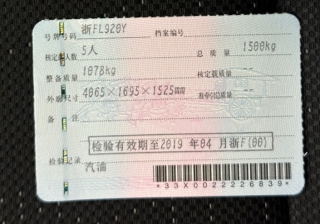 号牌号码 浙FL920Y 档案编号
核定载人数 5人 总质量 1500kg
整备质量 1078kg 核定载质量 --
外廓尺寸 4065×1695×1525mm 准牵引总质量 --
备注
检验有效期至2019 年04 月浙F(00)
检验记录
汽油
*33X0022226839*